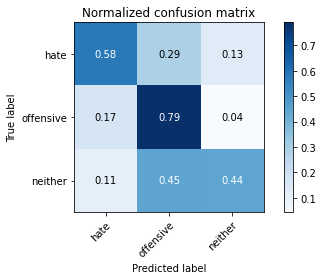 Normalized confusion matrix
True label
hate 0.58 0.29 0.13
offensive 0.17 0.79 0.04
neither 0.11 0.45 0.44
hate offensive neither
Predicted label
0.7
0.6
0.5
0.4
0.3
0.2
0.1